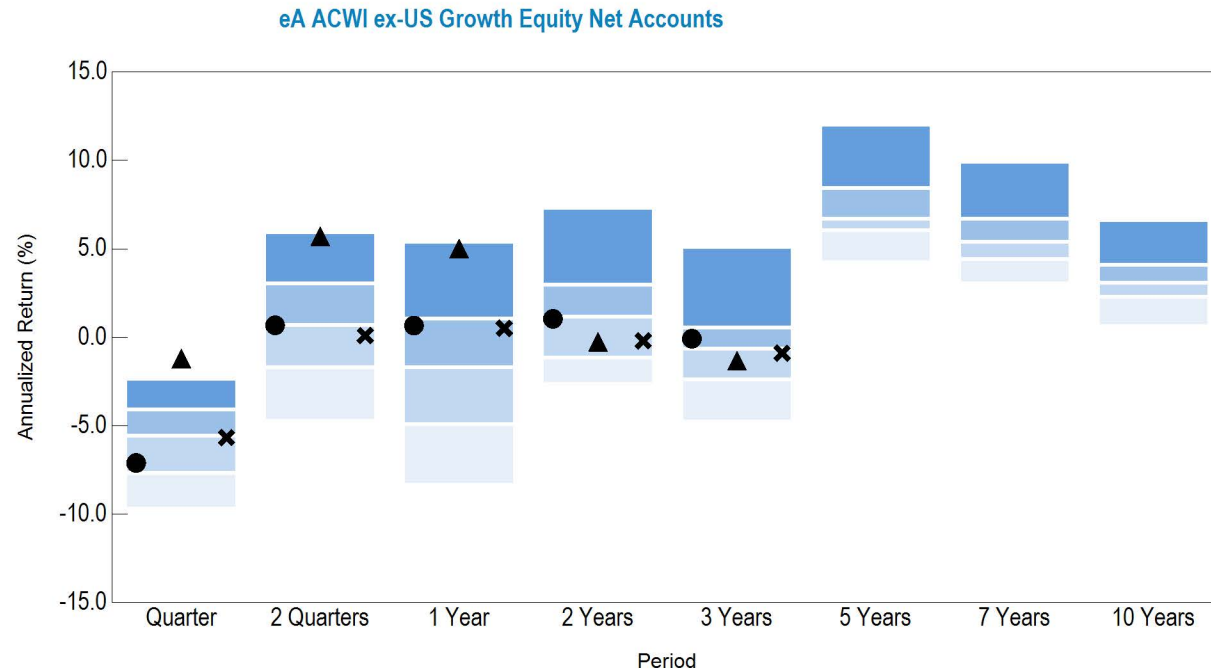 eA ACWI ex-US Growth Equity Net Accounts
15.0
10.0
5.0
0.0
-5.0
-10.0
-15.0
Annualized Return (%)
Quarter 2 Quarters 1 Year 2 Years 3 Years 5 Years 7 Years 10 Years
Period